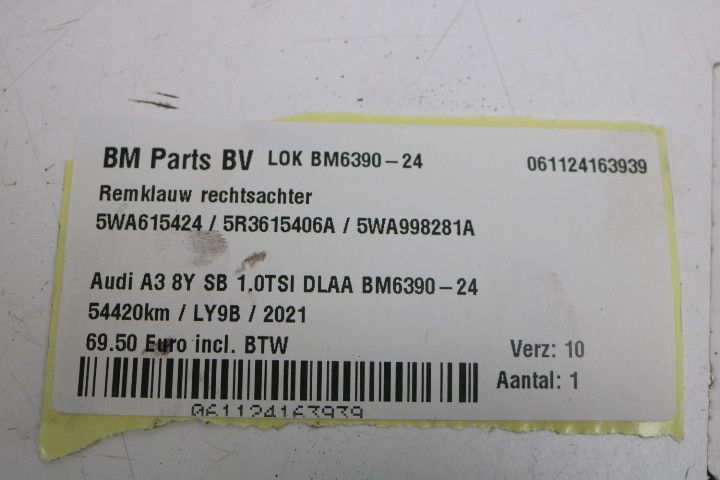 BM Parts BV LOK BM6390-24 061124163939
Remklauw rechtsachter
5WA615424 / 5R3615406A / 5WA998281A
Audi A3 8Y SB 1.0TSI DLAA BM6390-24
54420km / LY9B / 2021
69.50 Euro incl. BTW
Verz: 10
Aantal: 1
061124163939